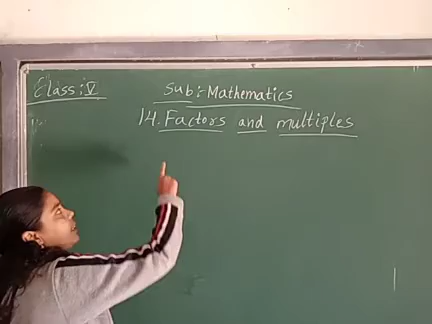 Class: V
Sub:- Mathematics
14. Factors and multiples